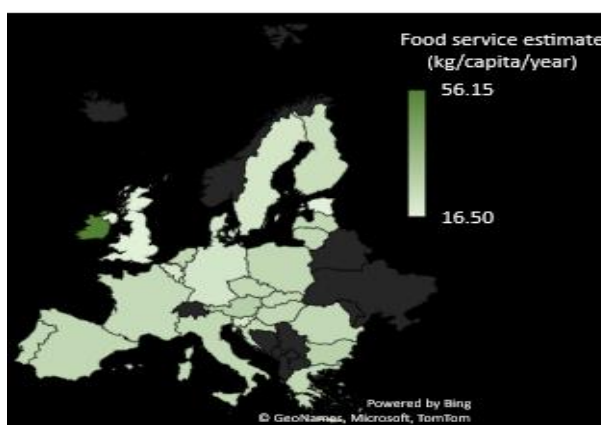 Food service estimate
(kg/capita/year)
56.15
16.50
Powered by Bing
© GeoNames, Microsoft, TomTom